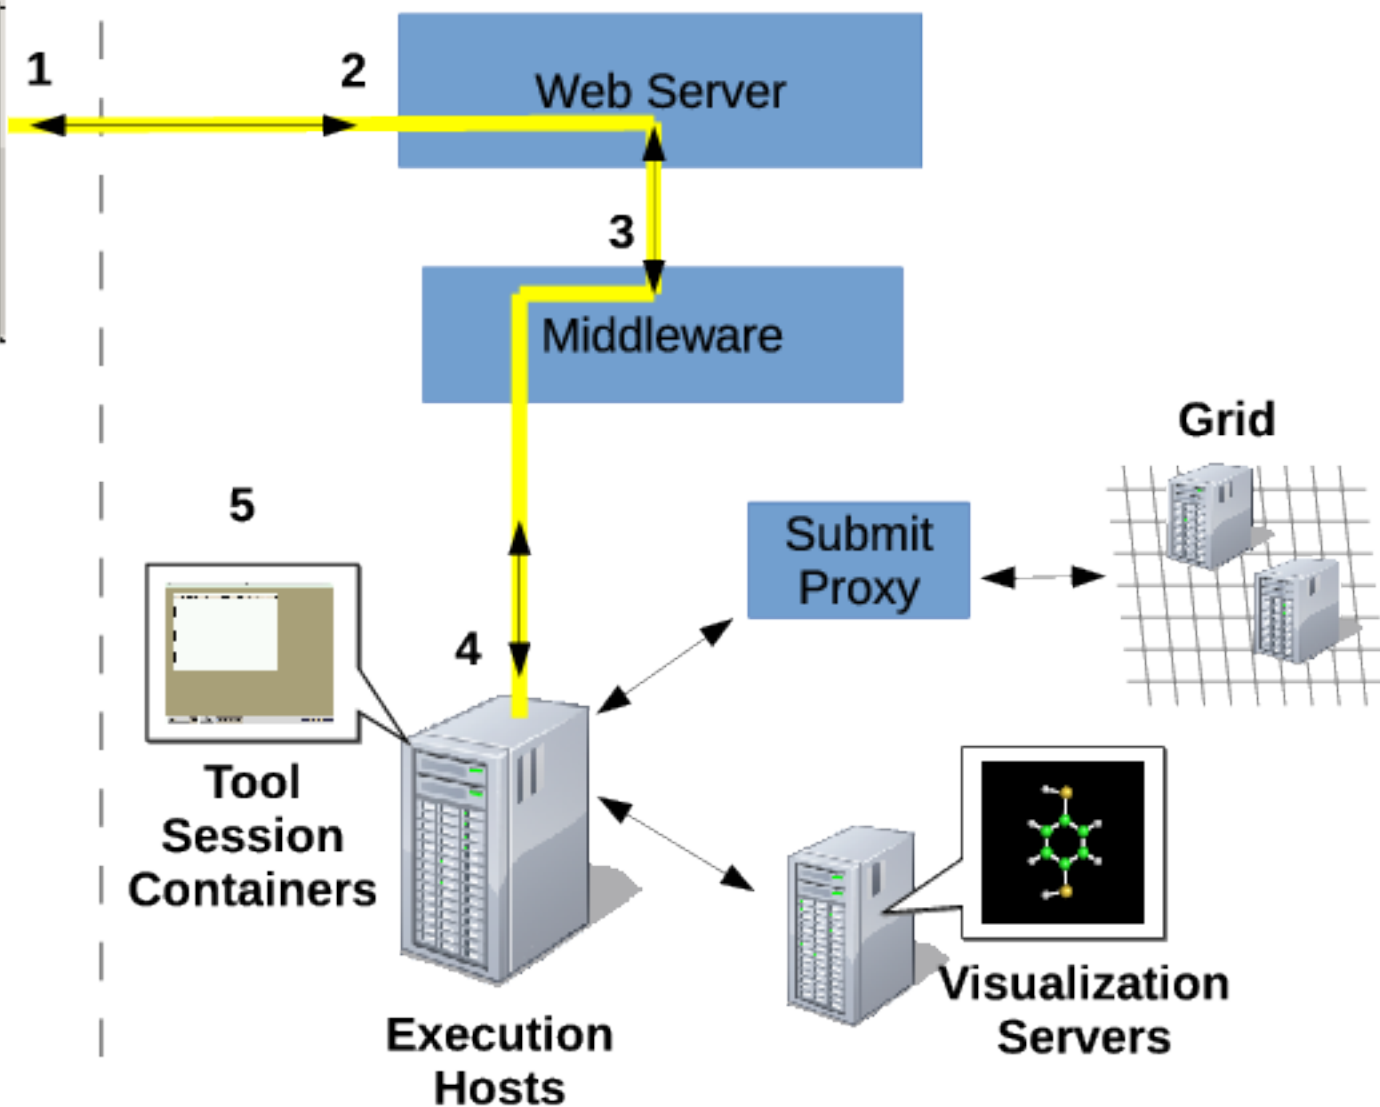 1
2
Web Server
3
Middleware
Grid
5
Submit
Proxy
4
Tool
Session
Containers
Visualization
Servers
Execution
Hosts